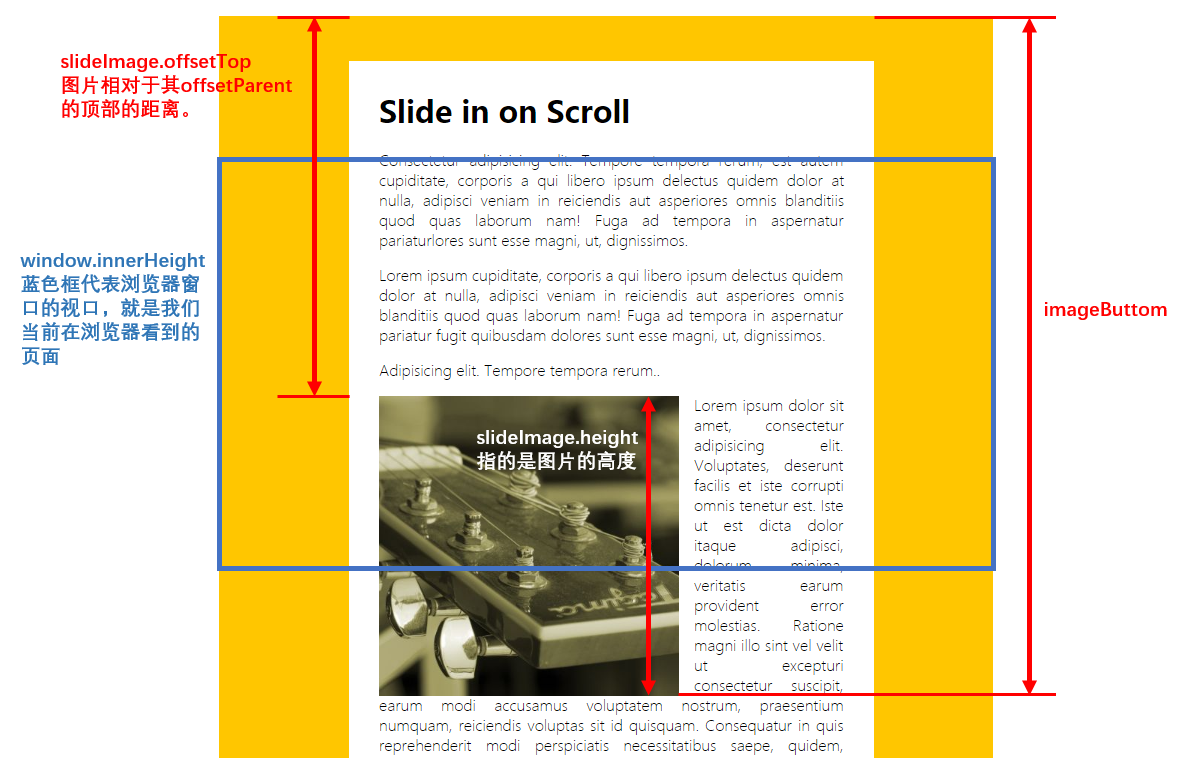 slideImage.offsetTop
图片相对于其offsetParent
的顶部的距离。
Slide in on Scroll
Consectetur adipisicing elit. Tempore tempora rerum, est autem
cupiditate, corporis a qui libero ipsum delectus quidem dolor at
nulla, adipisci veniam in reiciendis aut asperiores omnis blanditiis
quod quas laborum nam! Fuga ad tempora in aspernatur
pariaturlores sunt esse magni, ut, dignissimos.
window.innerHeight
蓝色框代表浏览器窗
口的视口，就是我们
当前在浏览器看到的
页面
Lorem ipsum cupiditate, corporis a qui libero ipsum delectus quidem
dolor at nulla, adipisci veniam in reiciendis aut asperiores omnis
blanditiis quod quas laborum nam! Fuga ad tempora in aspernatur
pariatur fugit quibusdam dolores sunt esse magni, ut, dignissimos.
imageButtom
Adipisicing elit. Tempore tempora rerum..
slideImage.height
指的是图片的高度
Tagima
Lorem ipsum dolor sit
amet, consectetur
adipisicing elit.
Voluptates, deserunt
facilis et iste corrupti
omnis tenetur est. Iste
ut est dicta dolor
itaque adipisci,
dolorum minima,
veritatis earum
provident error
molestias. Ratione
magni illo sint vel velit
ut excepturi
consectetur suscipit,
earum modi accusamus voluptatem nostrum, praesentium
numquam, reiciendis voluptas sit id quisquam. Consequatur in quis
reprehenderit modi perspiciatis necessitatibus saepe, quidem,